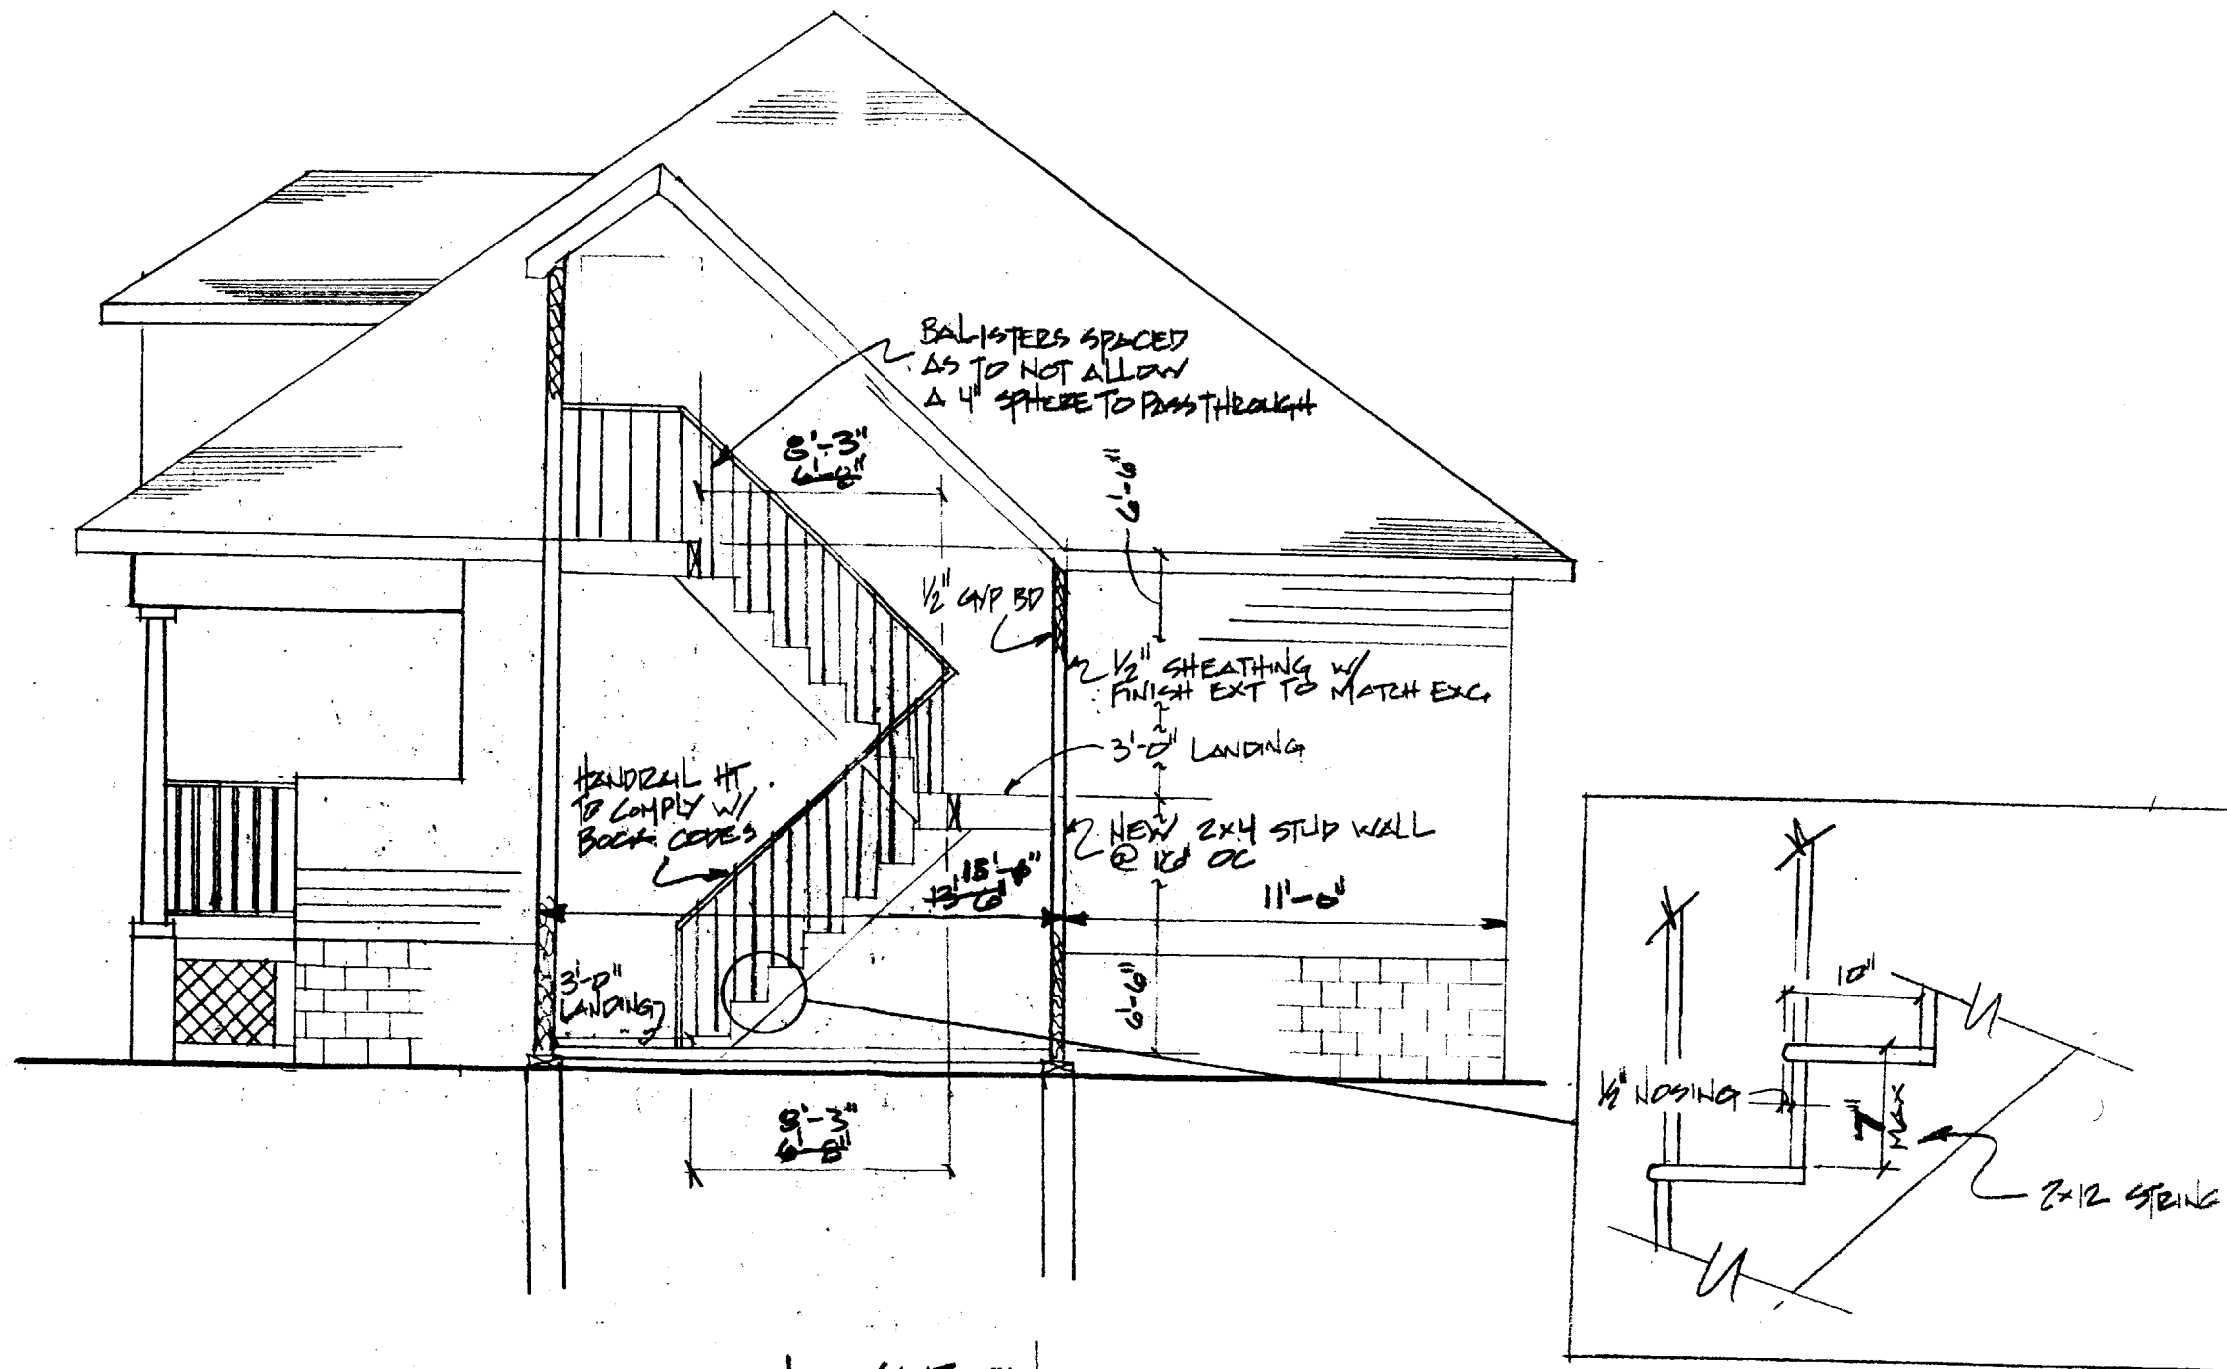 BALISTERS SPACED
AS TO NOT ALLOW
A 4" SPHERE TO PASS THROUGH
8'-3"
6'-8"
6'-6"
1/2" GYP BD
1/2" SHEATHING W/
FINISH EXT TO MATCH EXG.
3'-0" LANDING
HANDRAIL HT
TO COMPLY W/
BOCA CODES
NEW 2x4 STUD WALL
@ 16" OC
15'-6"
13'-6"
11'-6"
3'-0"
LANDING
6'-6"
8'-3"
6'-8"
10"
1/2" NOSING
7"
MAX
2x12 STRING